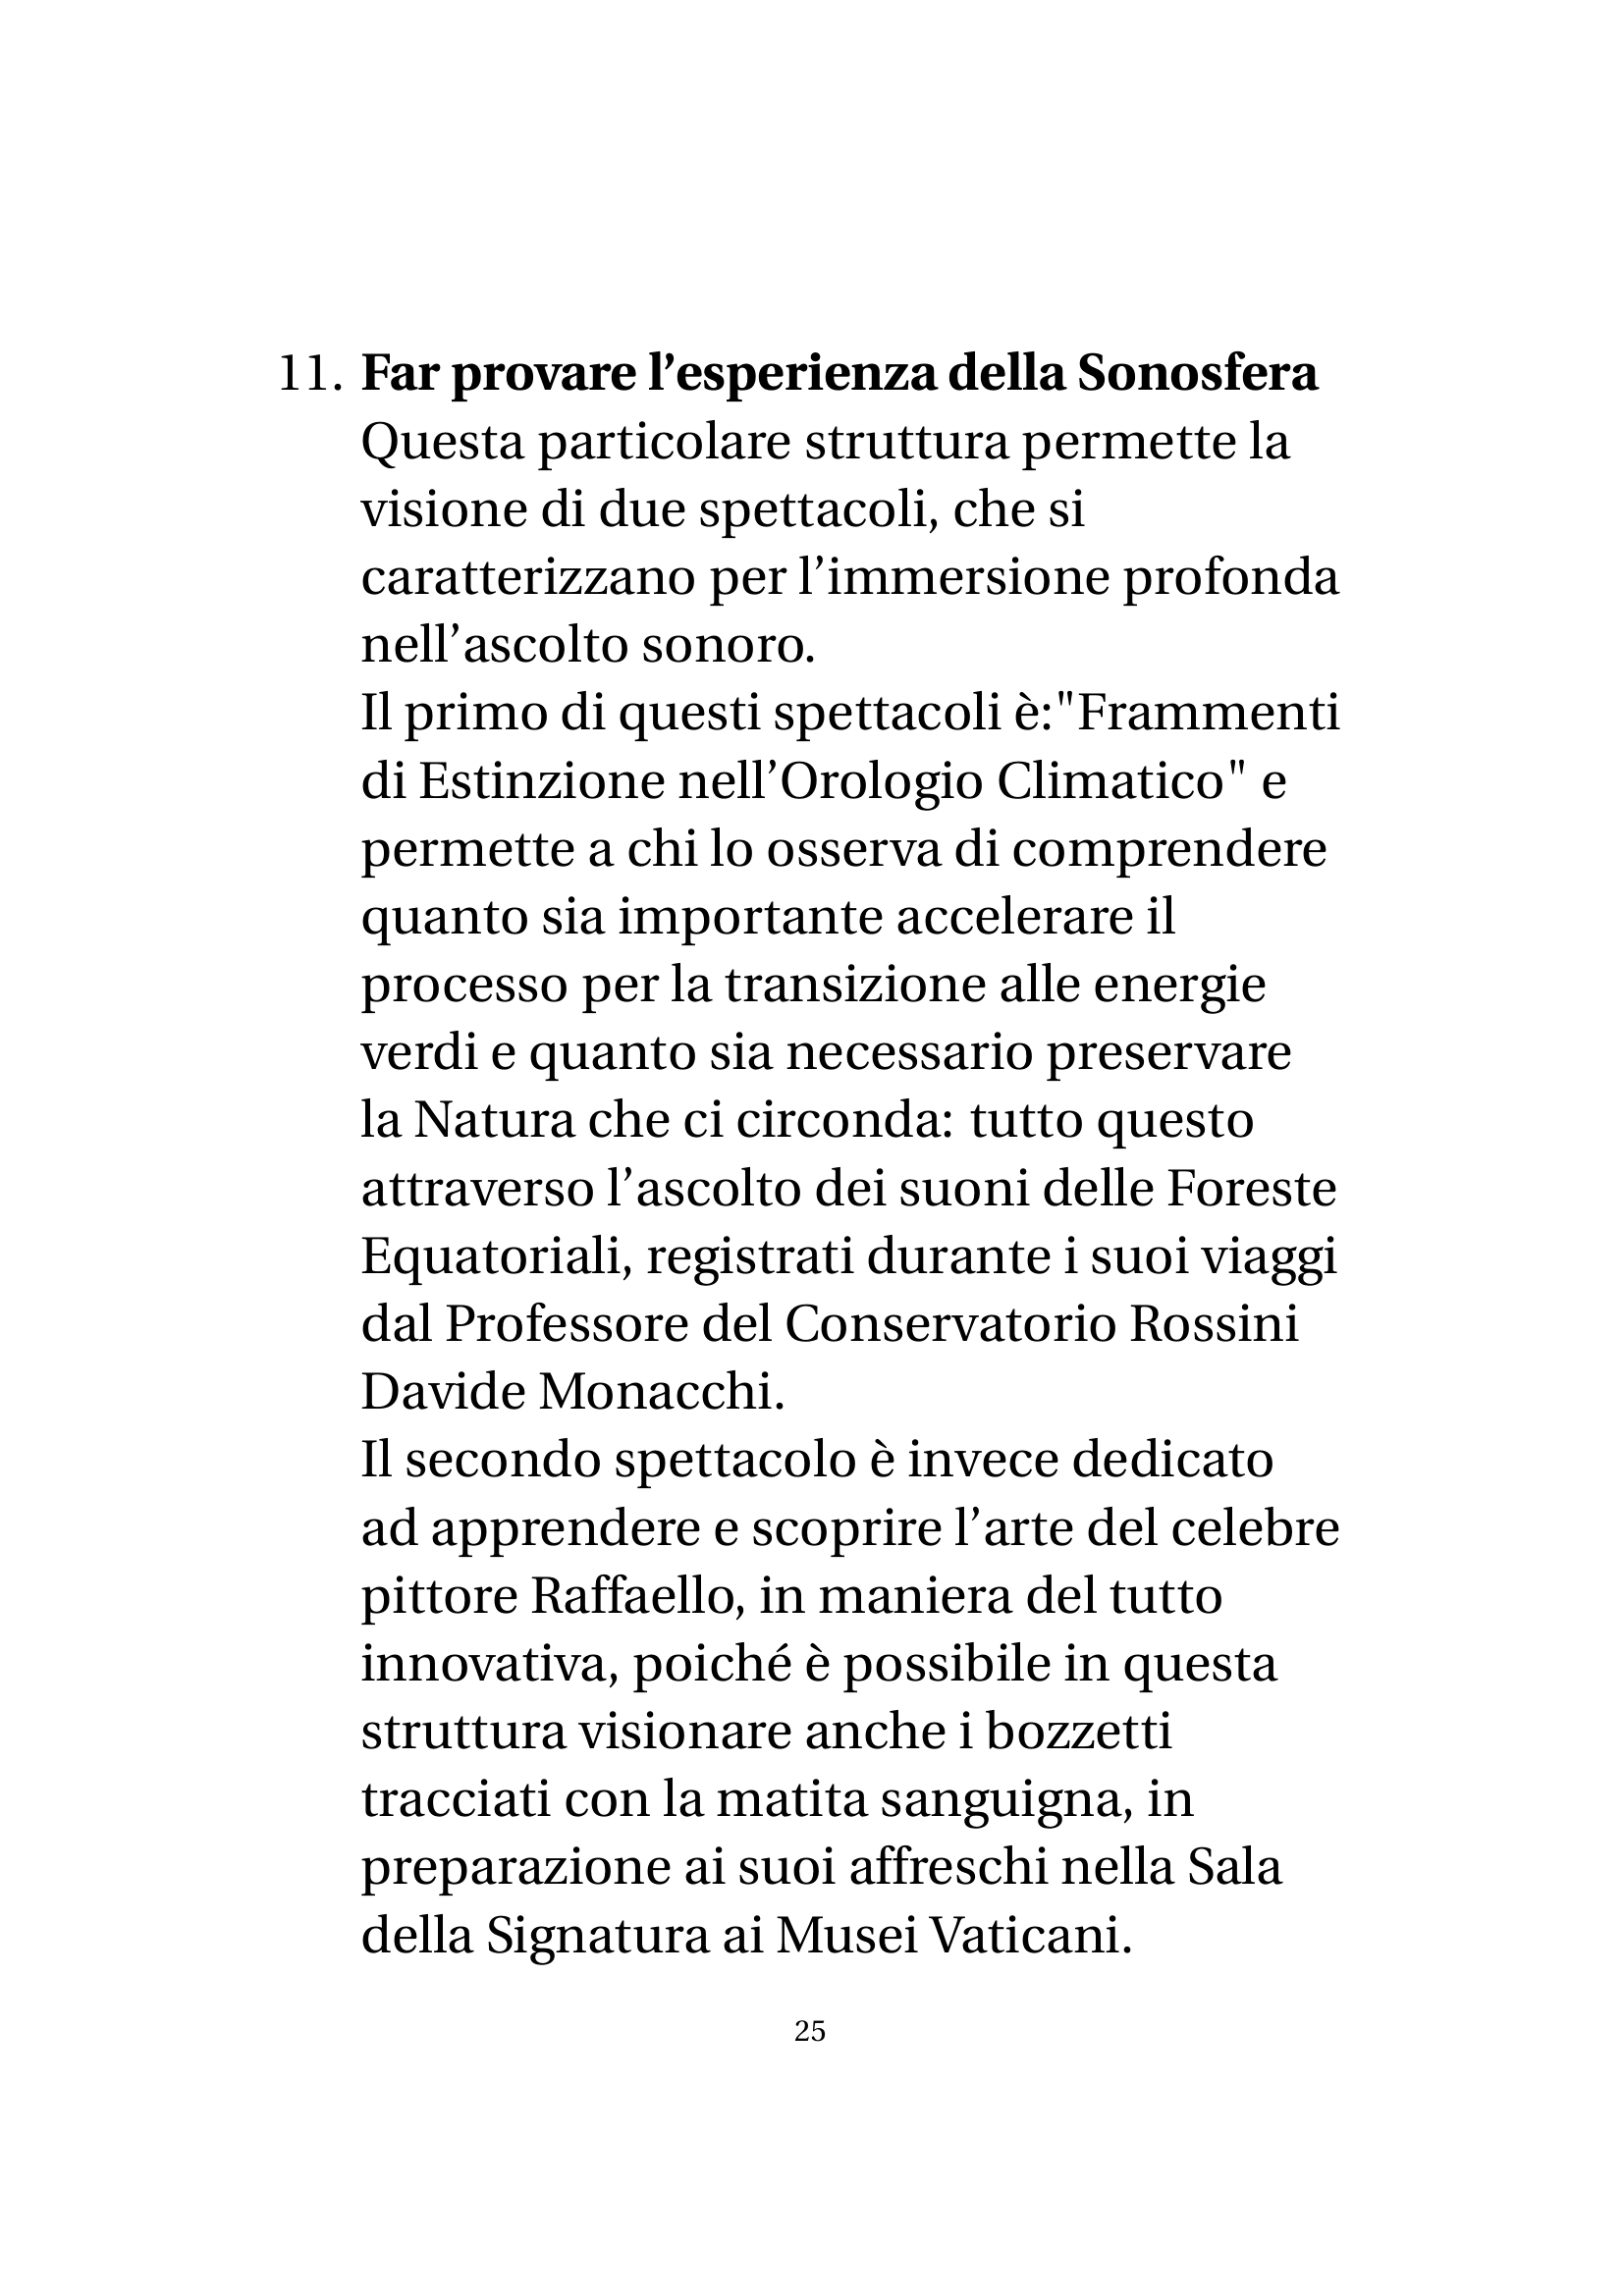 11. Far provare l’esperienza della Sonosfera
Questa particolare struttura permette la
visione di due spettacoli, che si
caratterizzano per l’immersione profonda
nell’ascolto sonoro.
Il primo di questi spettacoli è:"Frammenti
di Estinzione nell’Orologio Climatico" e
permette a chi lo osserva di comprendere
quanto sia importante accelerare il
processo per la transizione alle energie
verdi e quanto sia necessario preservare
la Natura che ci circonda: tutto questo
attraverso l’ascolto dei suoni delle Foreste
Equatoriali, registrati durante i suoi viaggi
dal Professore del Conservatorio Rossini
Davide Monacchi.
Il secondo spettacolo è invece dedicato
ad apprendere e scoprire l’arte del celebre
pittore Raffaello, in maniera del tutto
innovativa, poiché è possibile in questa
struttura visionare anche i bozzetti
tracciati con la matita sanguigna, in
preparazione ai suoi affreschi nella Sala
della Signatura ai Musei Vaticani.
25